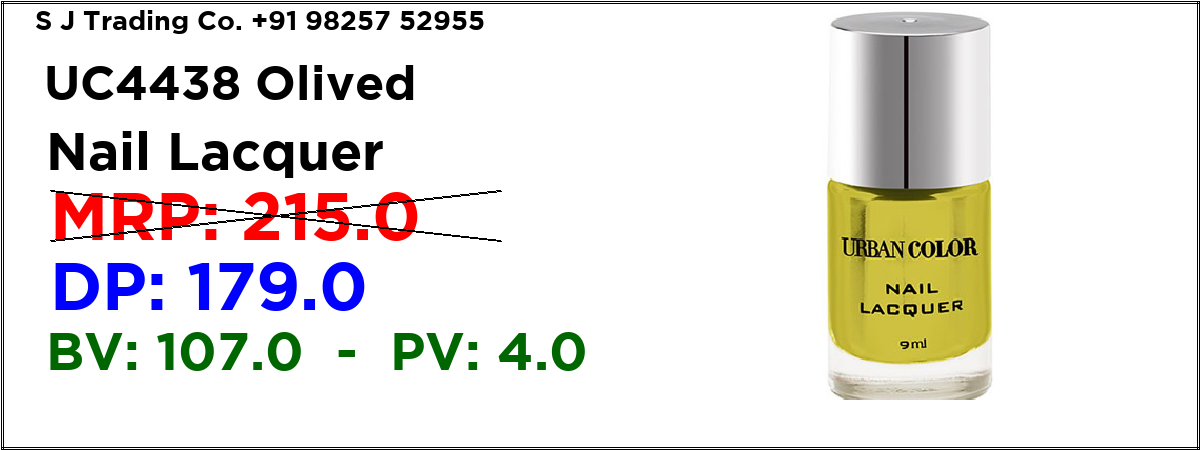 S J Trading Co. +91 98257 52955
UC4438 Olived
Nail Lacquer
MRP: 215.0
DP: 179.0
BV: 107.0 - PV: 4.0
URBAN COLOR
NAIL
LACQUER
9ml